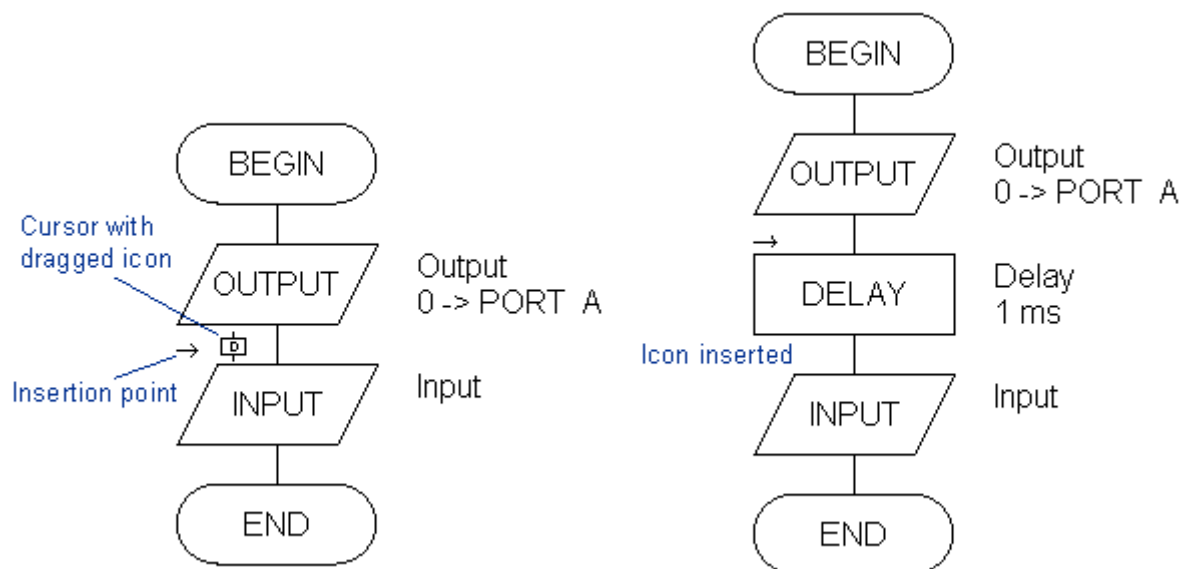 BEGIN
Cursor with
dragged icon
OUTPUT
Output
0 -> PORT A
D
Insertion point
INPUT
Input
END
BEGIN
OUTPUT
Output
0 -> PORT A
DELAY
Delay
1 ms
Icon inserted
INPUT
Input
END